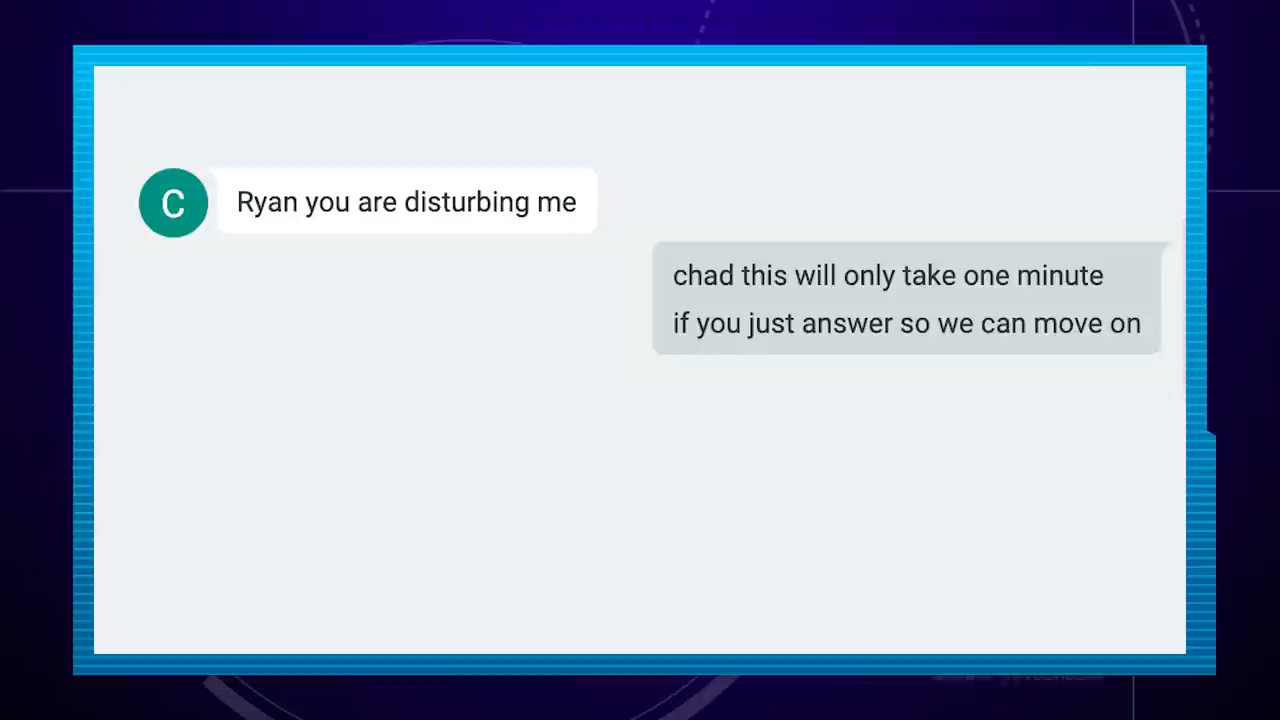 C
Ryan you are disturbing me
chad this will only take one minute
if you just answer so we can move on